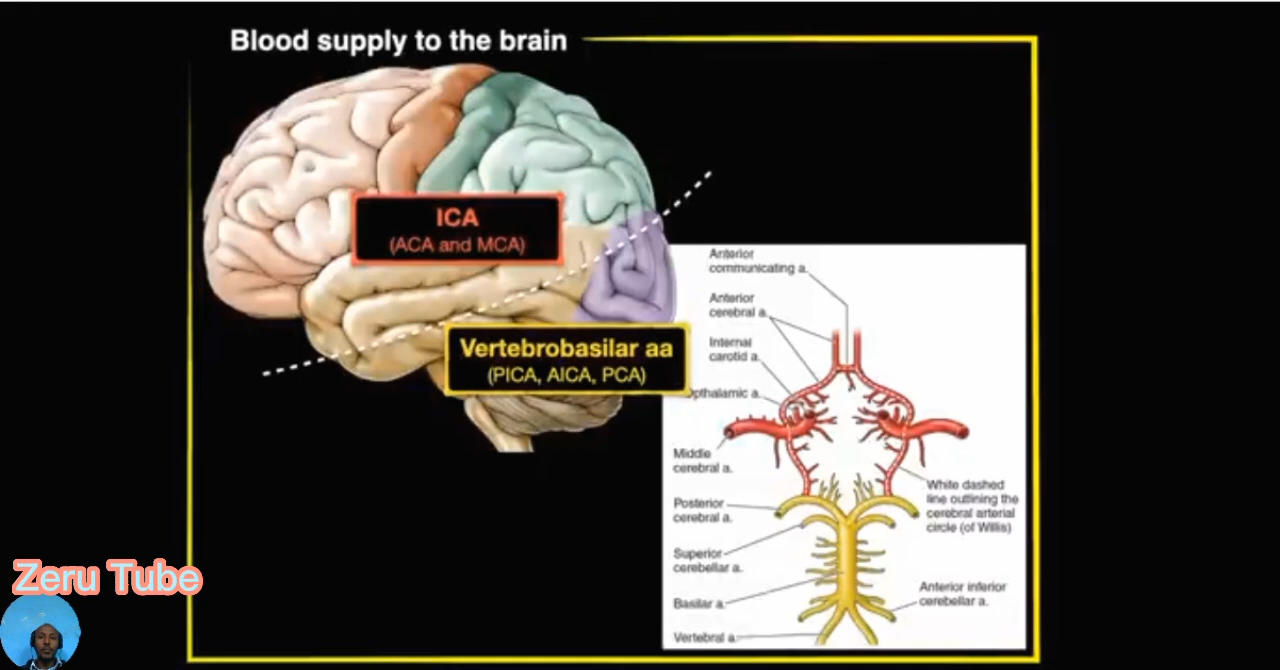 Blood supply to the brain
ICA
(ACA and MCA)
Vertebrobasilar aa
(PICA, AICA, PCA)
Anterior
communicating a.
Anterior
cerebral a.
Internal
carotid a.
Opthalamic a.
Middle
cerebral a.
Posterior
cerebral a.
Superior
cerebellar a.
Basilar a.
Vertebral a.
White dashed
line outlining the
cerebral arterial
circle (of Willis)
Anterior inferior
cerebellar a.
Zeru Tube